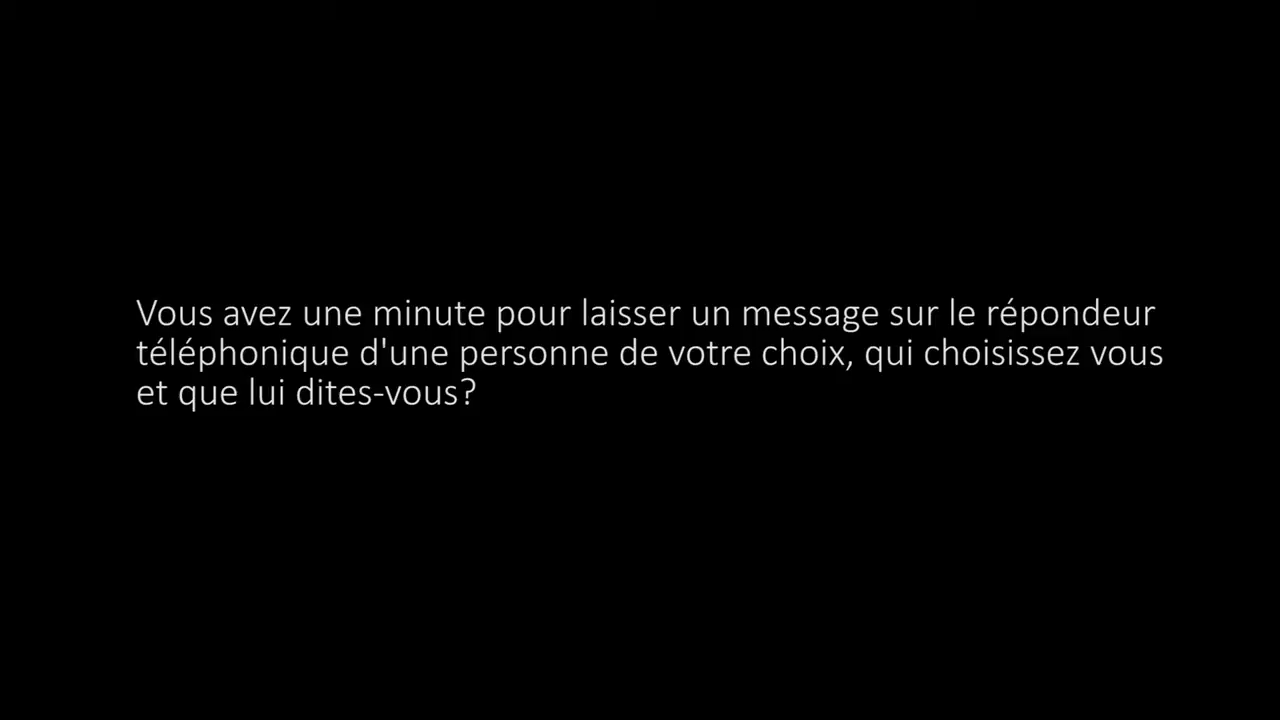 Vous avez une minute pour laisser un message sur le répondeur
téléphonique d'une personne de votre choix, qui choisissez vous
et que lui dites-vous?